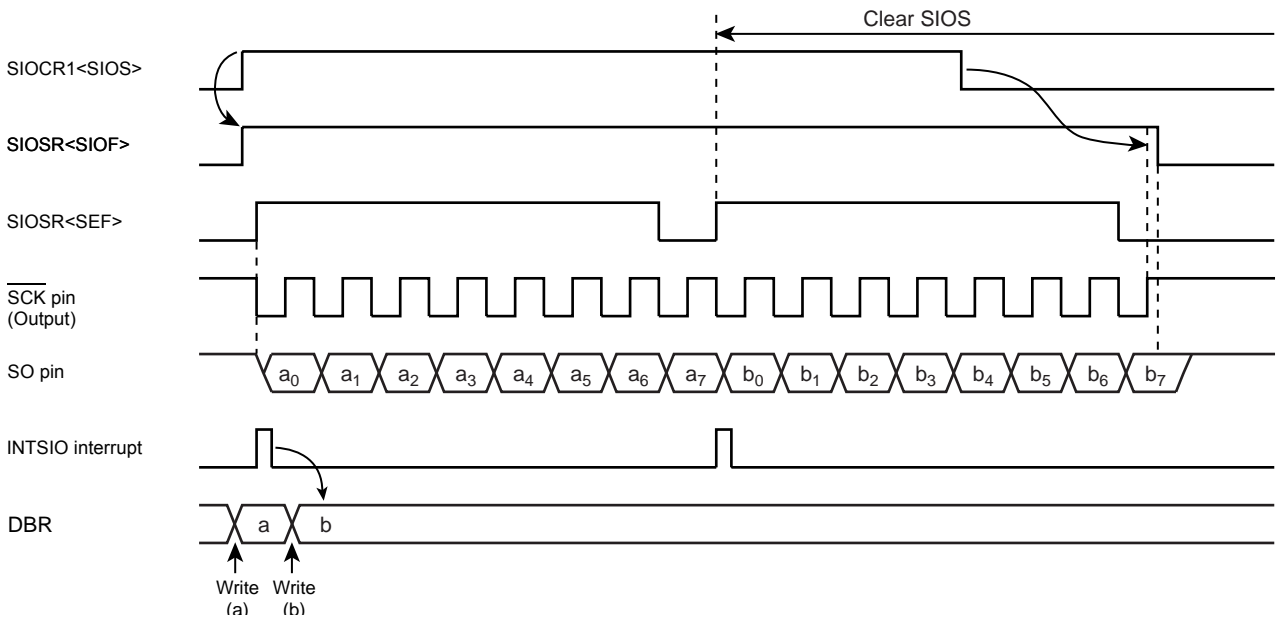 Clear SIOS
SIOCR1<SIOS>
SIOSR<SIOF>
SIOSR<SEF>
SCK pin
(Output)
SO pin
a0 a1 a2 a3 a4 a5 a6 a7 b0 b1 b2 b3 b4 b5 b6 b7
INTSIO interrupt
DBR
a b
Write Write
(a) (b)